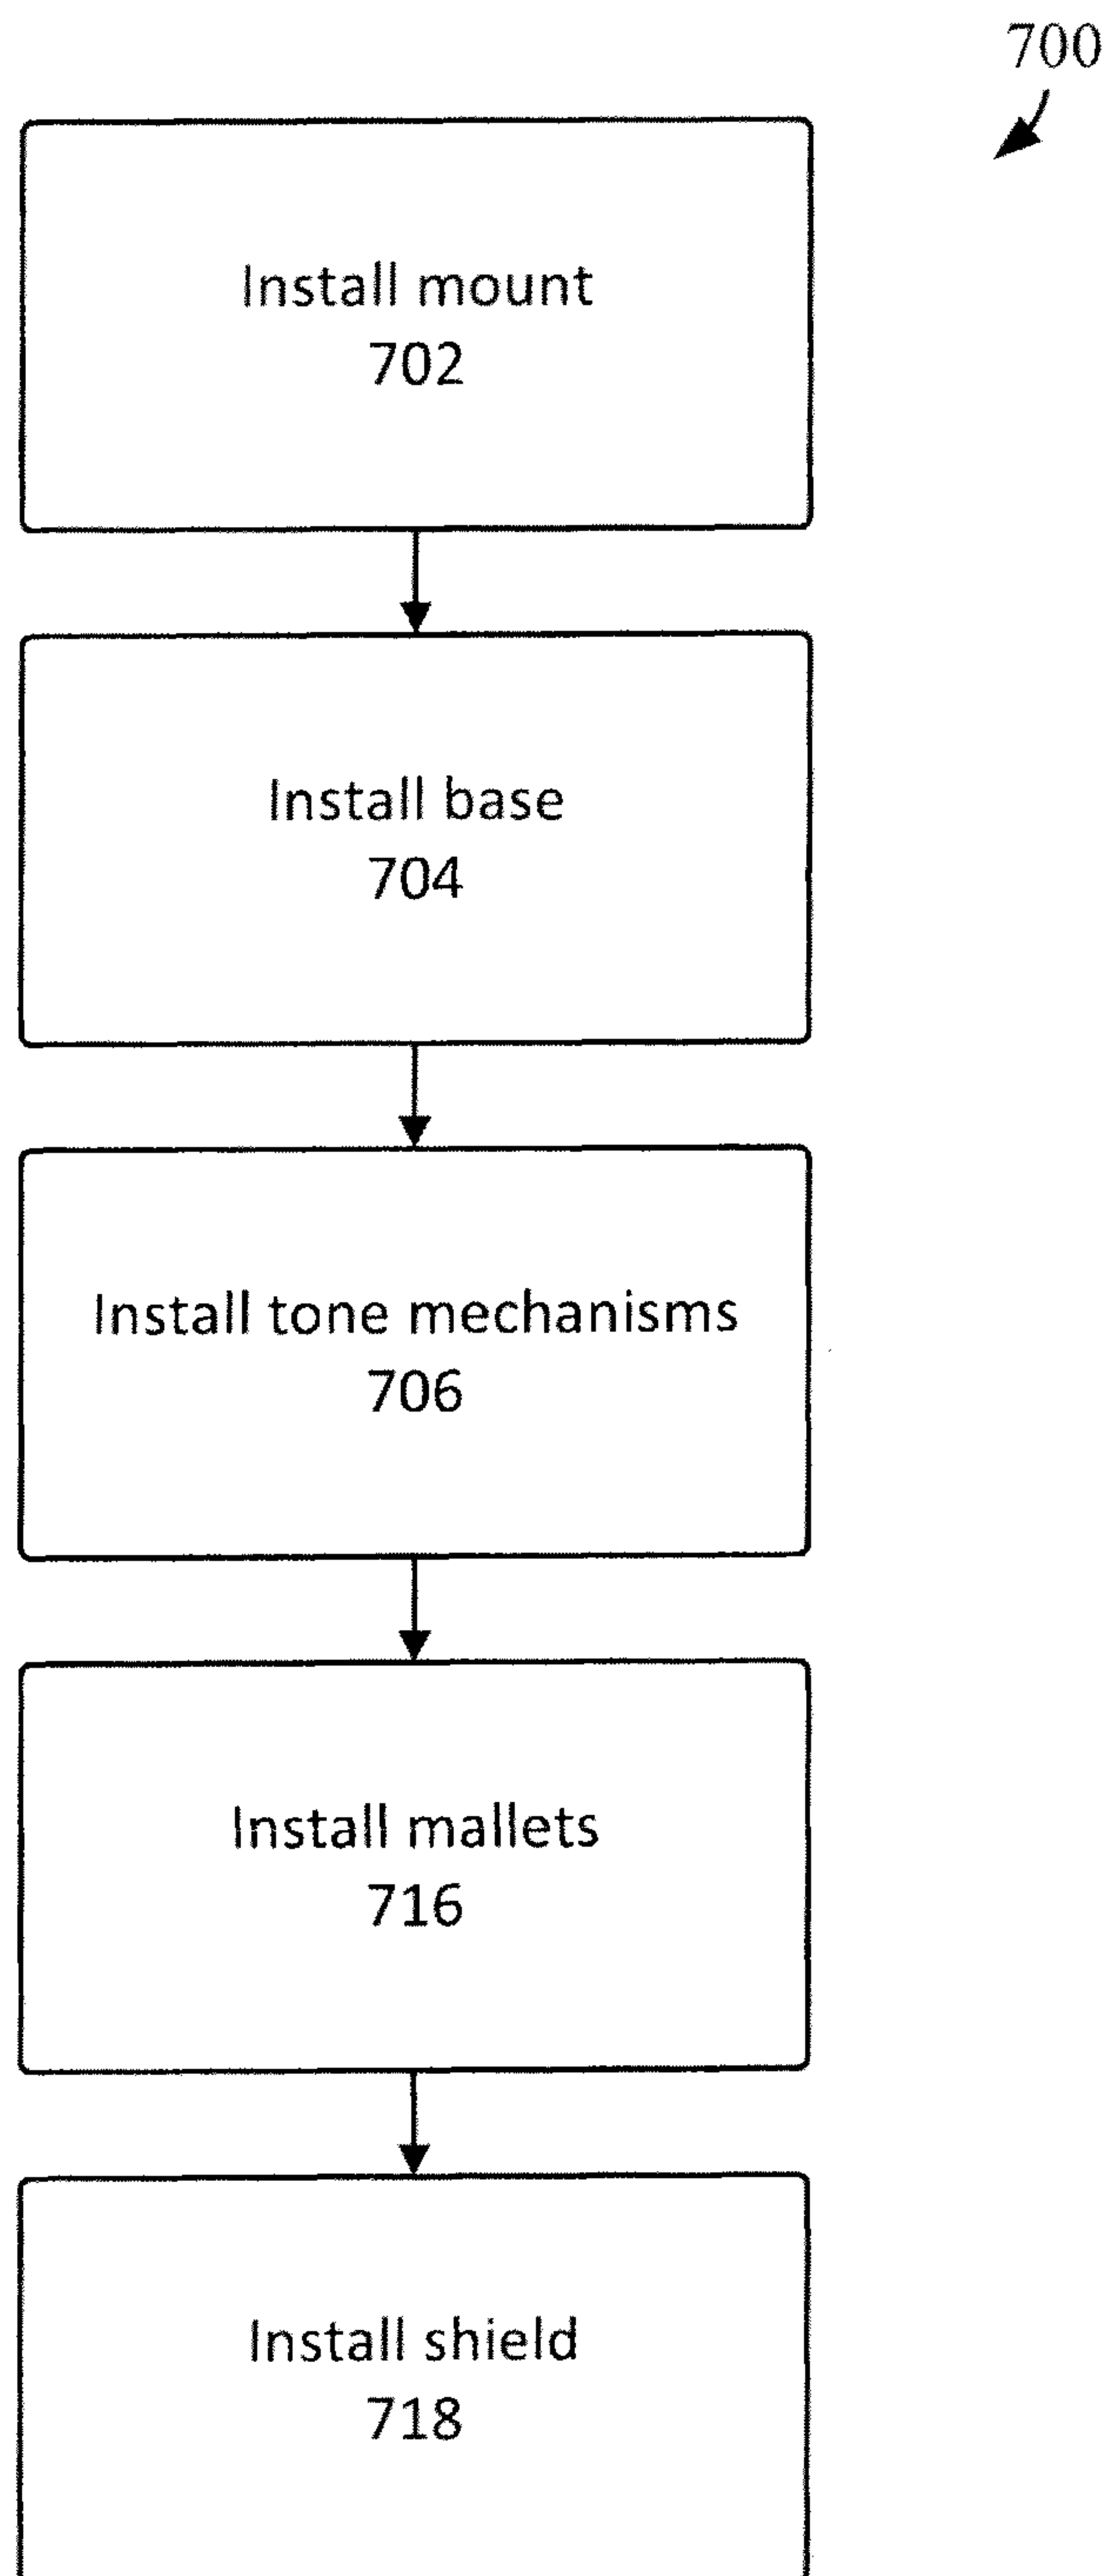 700
Install mount
702
Install base
704
Install tone mechanisms
706
Install mallets
716
Install shield
718